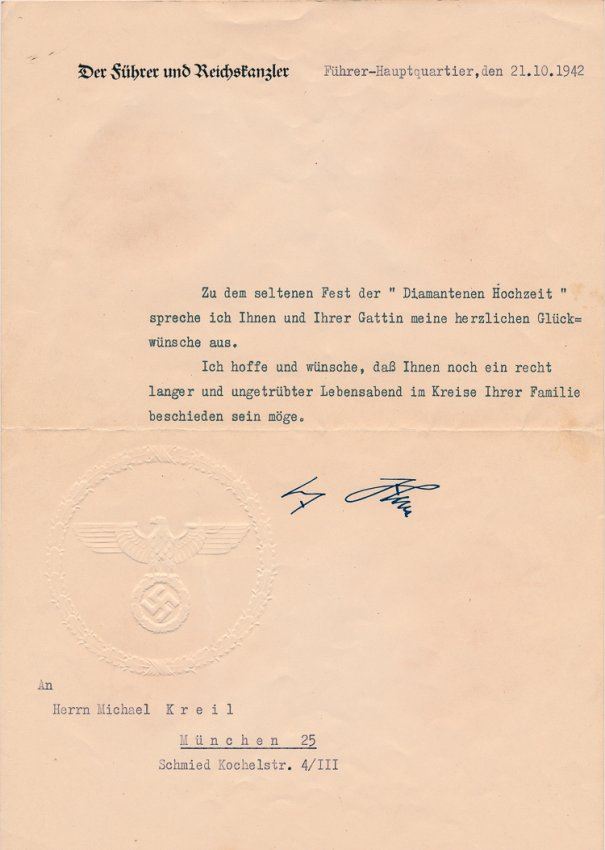 Der Führer und Reichskanzler
Führer-Hauptquartier,den 21.10.1942
Zu dem seltenen Fest der " Diamantenen Hochzeit "
spreche ich Ihnen und Ihrer Gattin meine herzlichen Glück=
wünsche aus.
Ich hoffe und wünsche, daß Ihnen noch ein recht
langer und ungetrübter Lebensabend im Kreise Ihrer Familie
beschieden sein möge.
An
Herrn Michael K r e i l
M ü n c h e n 25
Schmied Kochelstr. 4/III